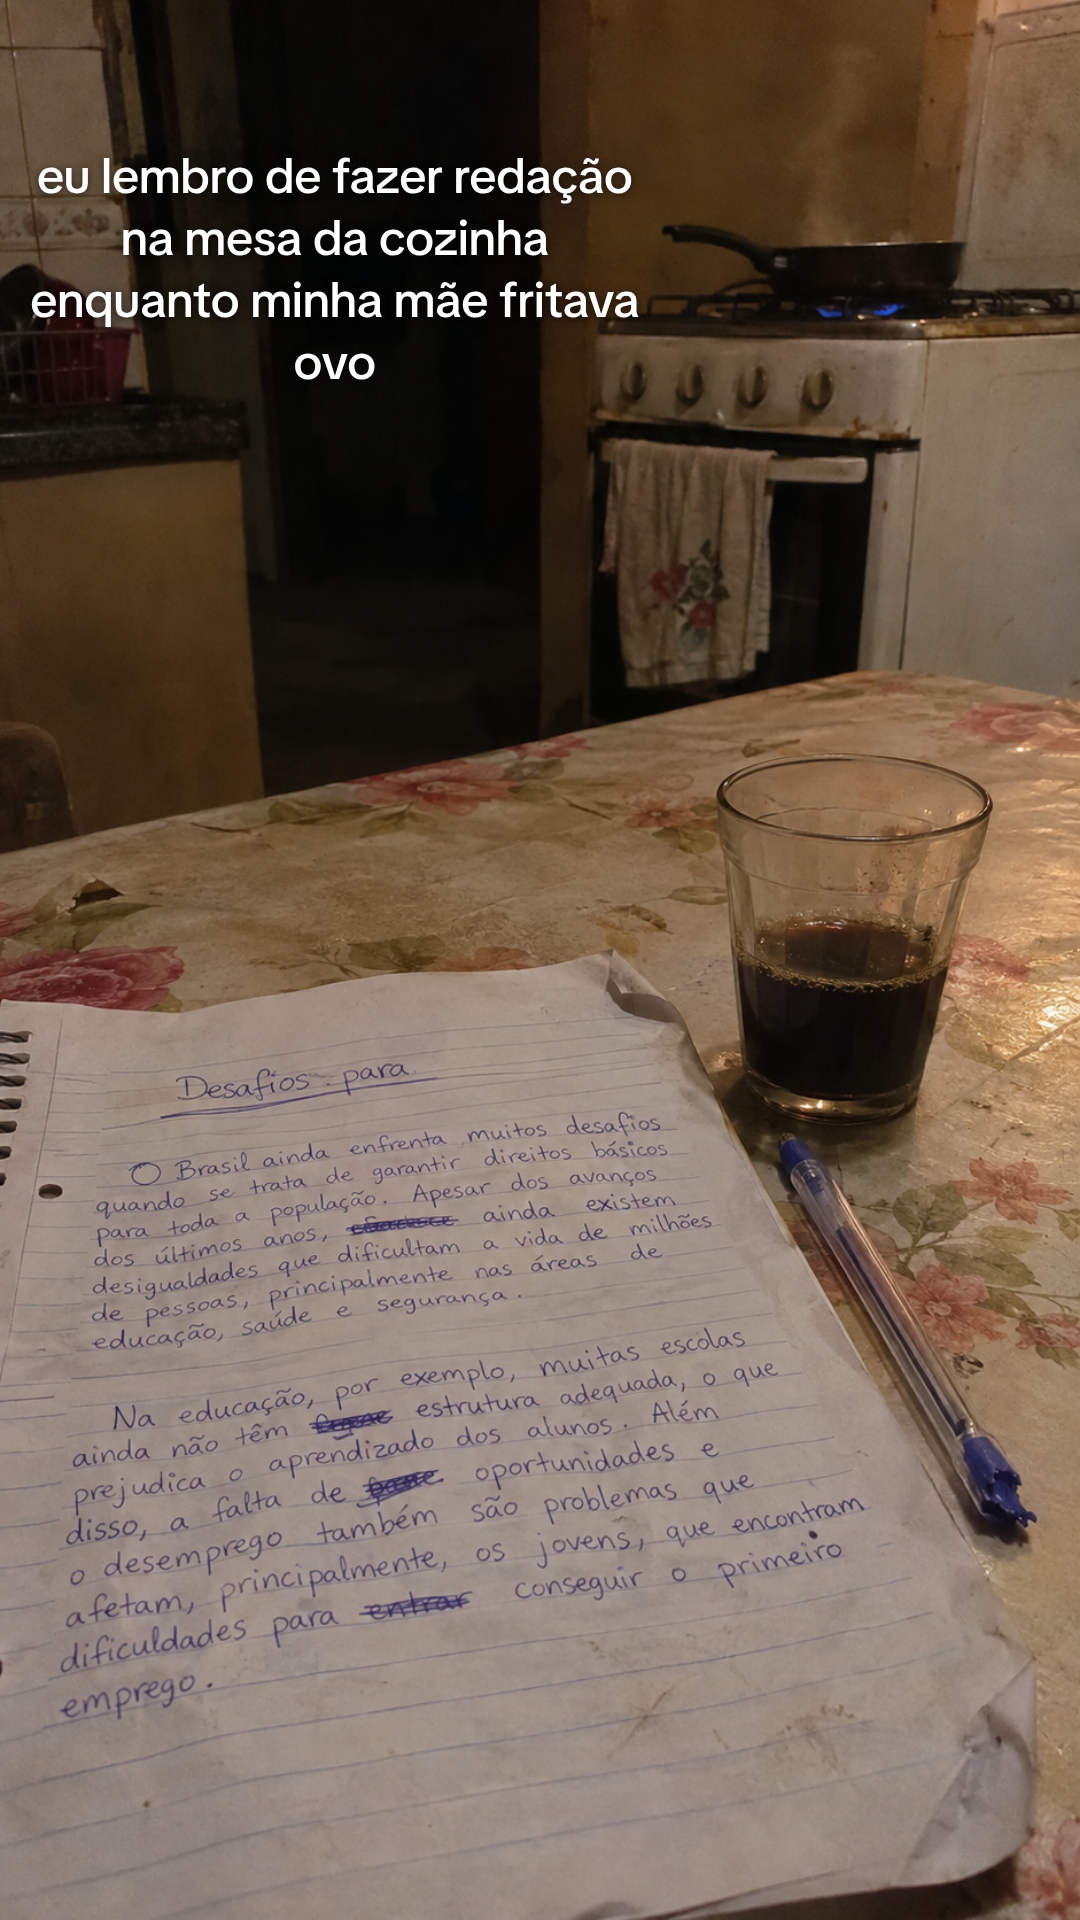 eu lembro de fazer redação
na mesa da cozinha
enquanto minha mãe fritava
ovo
Desafios para
O Brasil ainda enfrenta muitos desafios
quando se trata de garantir direitos básicos
para toda a população. Apesar dos avanços
dos últimos anos, ainda existem
desigualdades que dificultam a vida de milhões
de pessoas, principalmente nas áreas de
educação, saúde e segurança.
Na educação, por exemplo, muitas escolas
ainda não têm estrutura adequada, o que
prejudica o aprendizado dos alunos. Além
disso, a falta de oportunidades e
o desemprego também são problemas que
afetam, principalmente, os jovens, que encontram
dificuldades para entrar conseguir o primeiro
emprego.